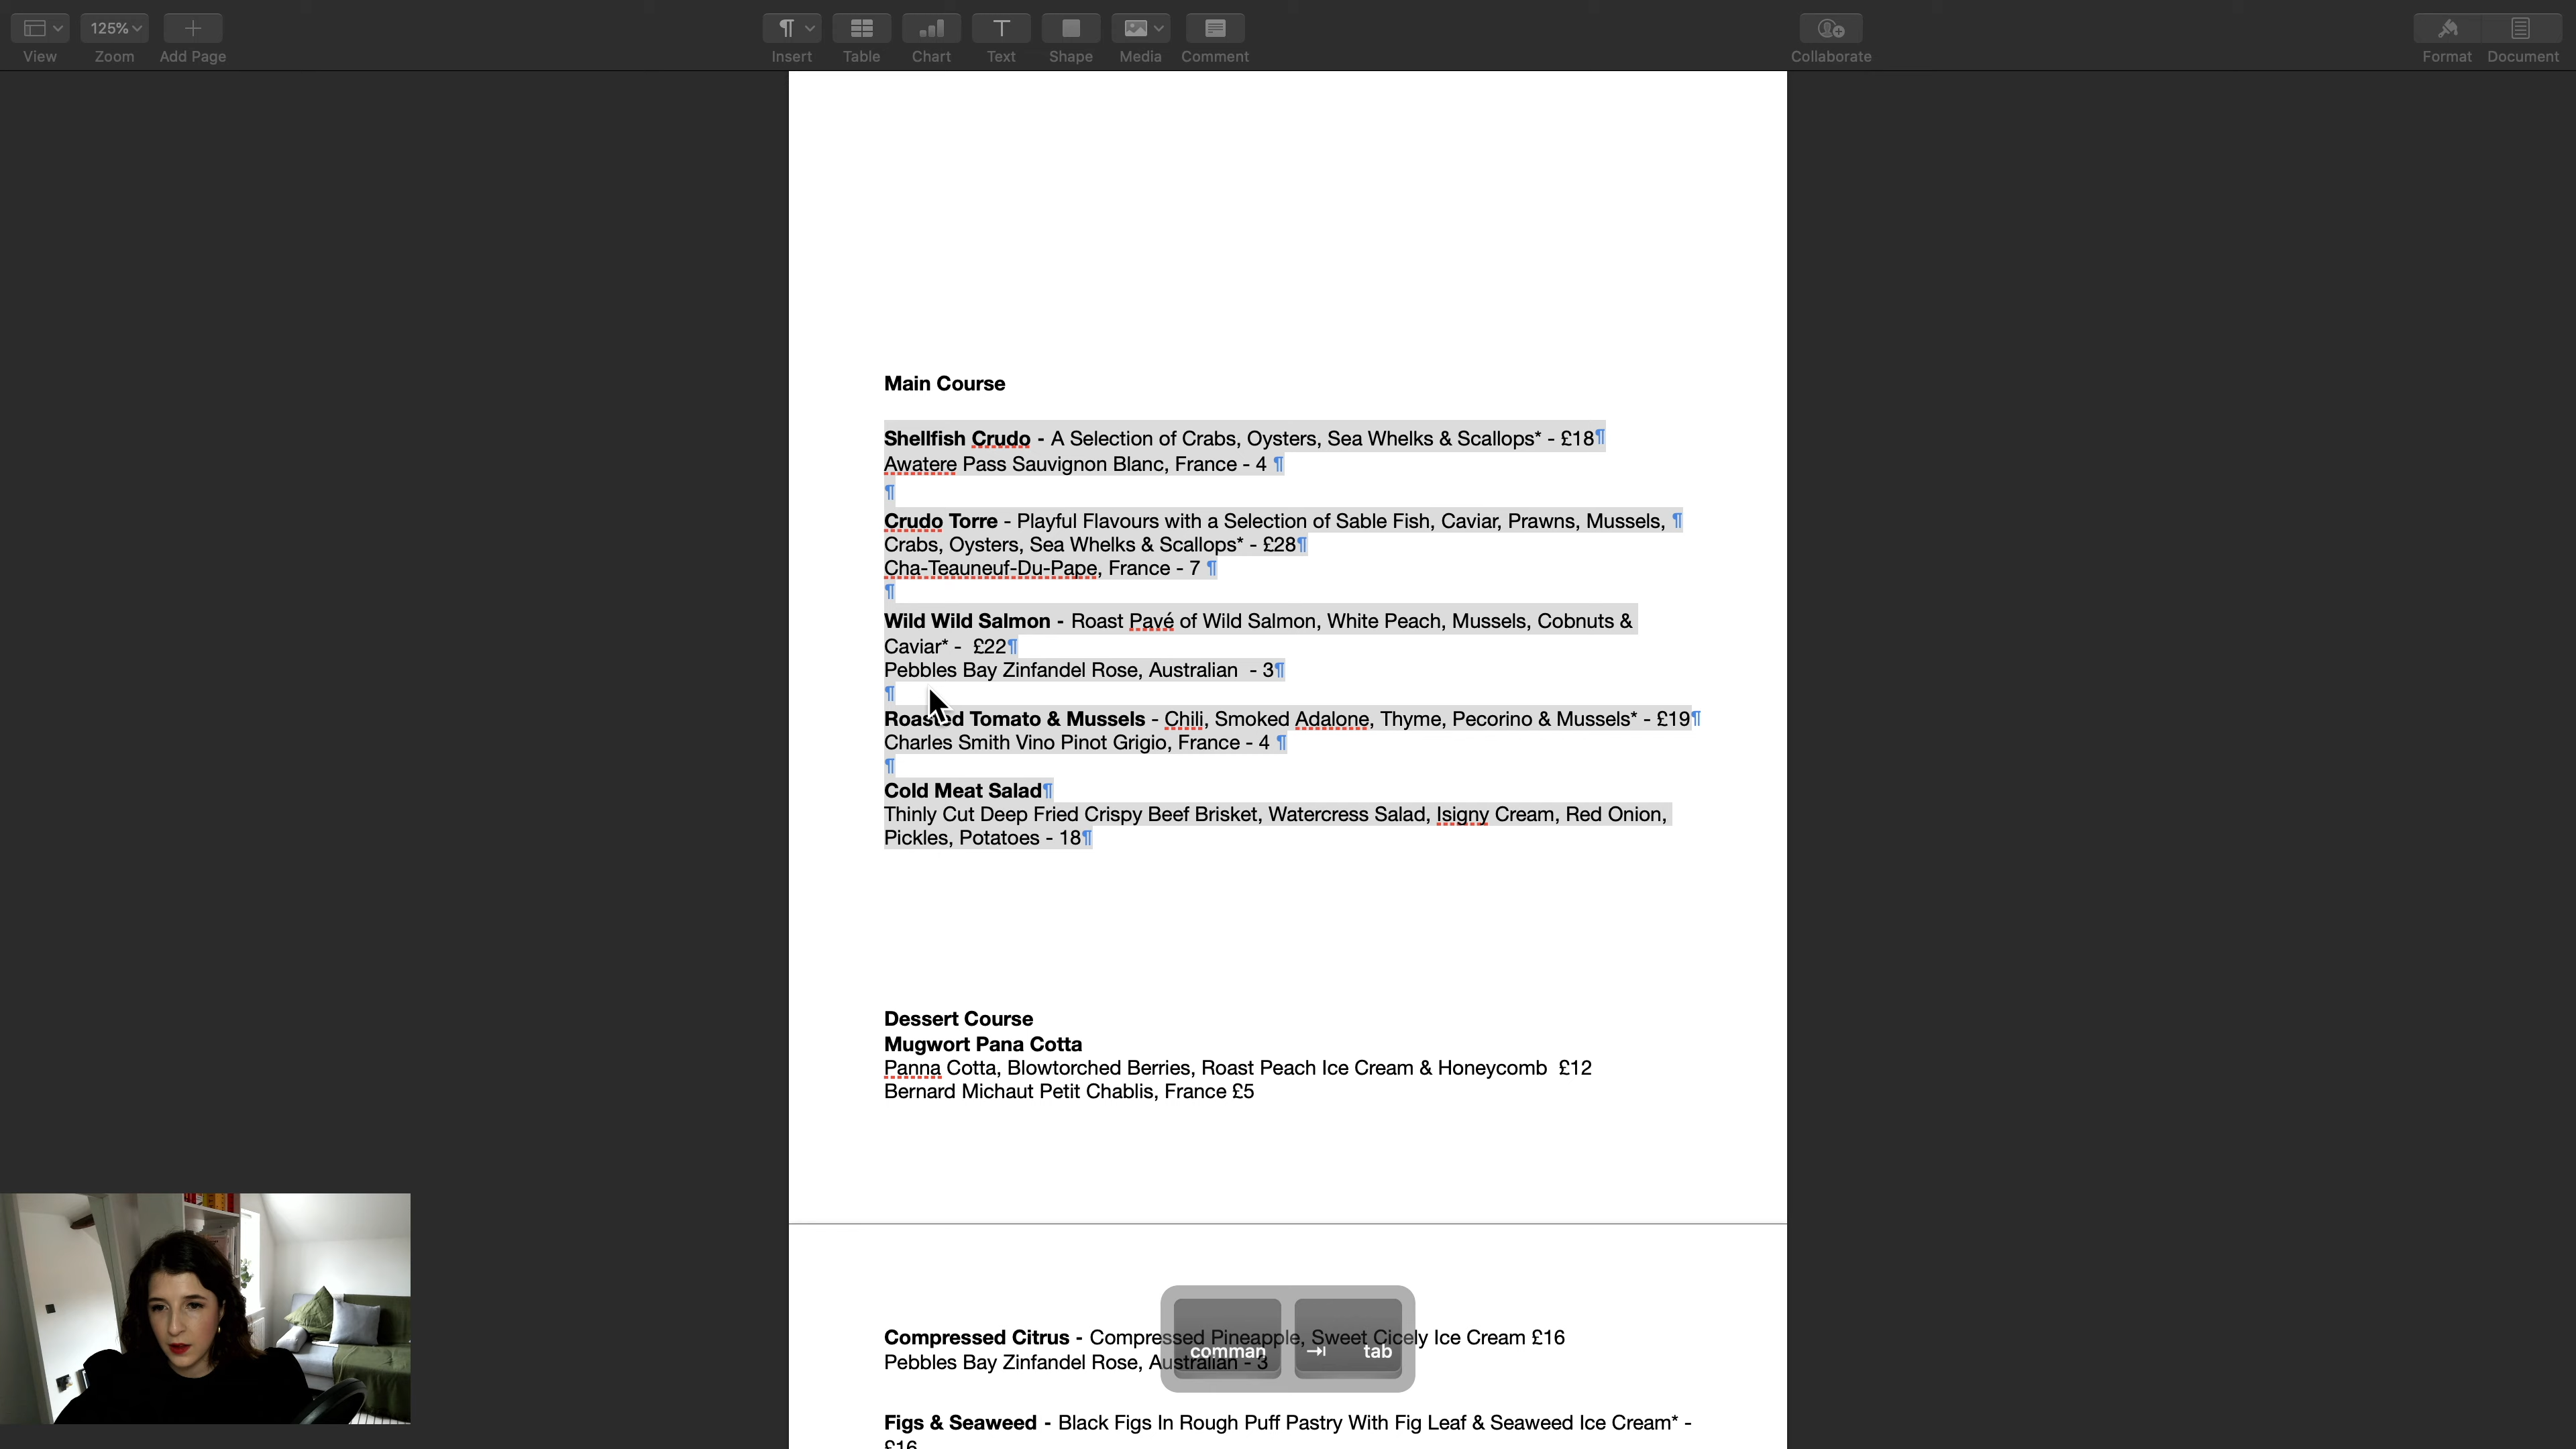 125%
View
Zoom
Add Page
Insert
Table
Chart
Text
Shape
Media
Comment
Collaborate
Format
Document
Main Course
Shellfish Crudo - A Selection of Crabs, Oysters, Sea Whelks & Scallops* - £18¶
Awatere Pass Sauvignon Blanc, France - 4 ¶
¶
Crudo Torre - Playful Flavours with a Selection of Sable Fish, Caviar, Prawns, Mussels, ¶
Crabs, Oysters, Sea Whelks & Scallops* - £28¶
Cha-Teauneuf-Du-Pape, France - 7 ¶
¶
Wild Wild Salmon - Roast Pavé of Wild Salmon, White Peach, Mussels, Cobnuts &
Caviar* - £22¶
Pebbles Bay Zinfandel Rose, Australian - 3¶
¶
Roasted Tomato & Mussels - Chili, Smoked Adalone, Thyme, Pecorino & Mussels* - £19¶
Charles Smith Vino Pinot Grigio, France - 4 ¶
¶
Cold Meat Salad¶
Thinly Cut Deep Fried Crispy Beef Brisket, Watercress Salad, Isigny Cream, Red Onion,
Pickles, Potatoes - 18¶
Dessert Course
Mugwort Pana Cotta
Panna Cotta, Blowtorched Berries, Roast Peach Ice Cream & Honeycomb £12
Bernard Michaut Petit Chablis, France £5
Compressed Citrus - Compressed Pineapple, Sweet Cicely Ice Cream £16
Pebbles Bay Zinfandel Rose, Australian - 3
comman
tab
Figs & Seaweed - Black Figs In Rough Puff Pastry With Fig Leaf & Seaweed Ice Cream* -
£16